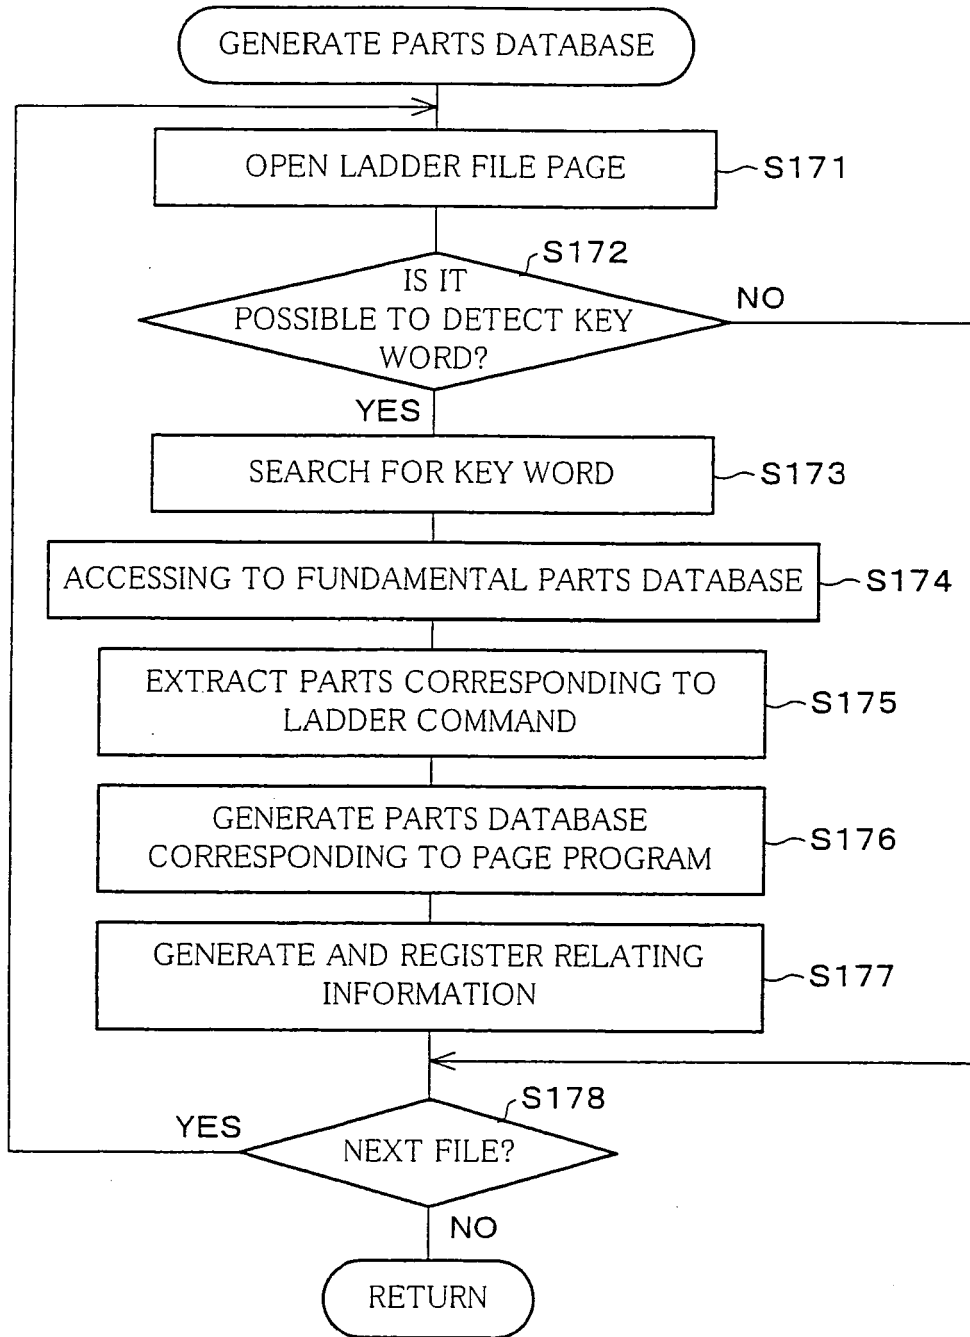 GENERATE PARTS DATABASE
OPEN LADDER FILE PAGE
S171
S172
IS IT
POSSIBLE TO DETECT KEY
WORD?
NO
YES
SEARCH FOR KEY WORD
S173
ACCESSING TO FUNDAMENTAL PARTS DATABASE
S174
EXTRACT PARTS CORRESPONDING TO
LADDER COMMAND
S175
GENERATE PARTS DATABASE
CORRESPONDING TO PAGE PROGRAM
S176
GENERATE AND REGISTER RELATING
INFORMATION
S177
S178
YES
NEXT FILE?
NO
RETURN